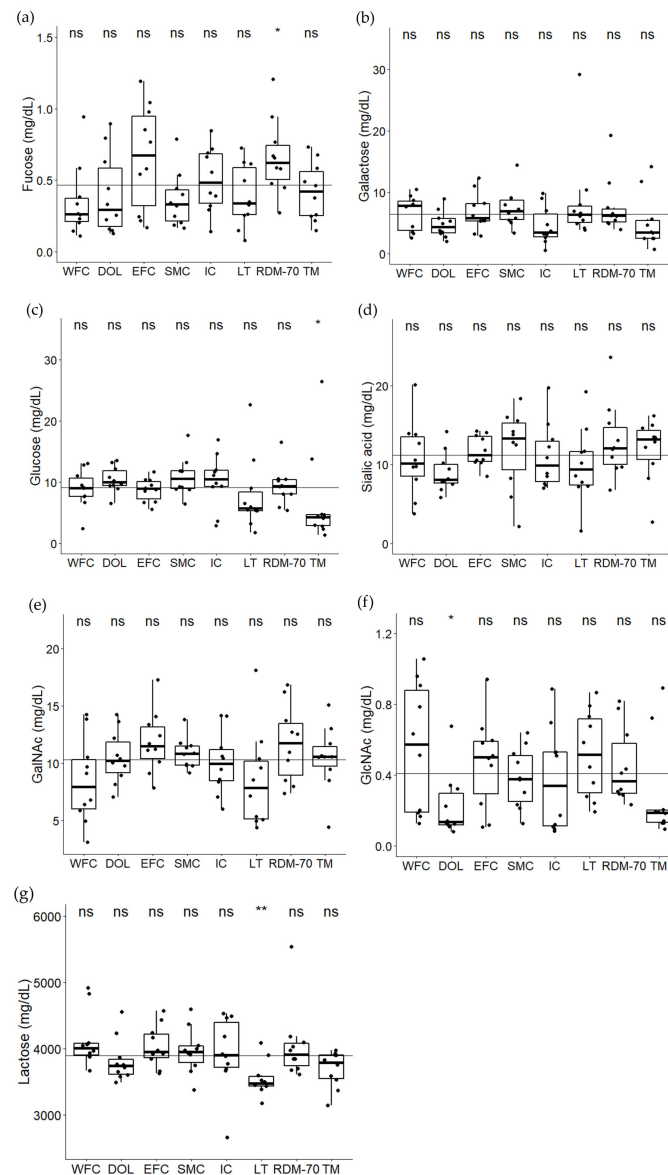 (a)
ns ns ns ns ns ns * ns
1.5
1.0
0.5
0.0
Fucose (mg/dL)
WFC DOL EFC SMC IC LT RDM-70 TM
(b)
ns ns ns ns ns ns ns ns
30
20
10
0
Galactose (mg/dL)
WFC DOL EFC SMC IC LT RDM-70 TM
(c)
ns ns ns ns ns ns ns *
30
20
10
0
Glucose (mg/dL)
WFC DOL EFC SMC IC LT RDM-70 TM
(d)
ns ns ns ns ns ns ns ns
20
10
0
Sialic acid (mg/dL)
WFC DOL EFC SMC IC LT RDM-70 TM
(e)
ns ns ns ns ns ns ns ns
20
15
10
5
GalNAc (mg/dL)
WFC DOL EFC SMC IC LT RDM-70 TM
(f)
ns * ns ns ns ns ns ns
1.2
0.8
0.4
0.0
GlcNAc (mg/dL)
WFC DOL EFC SMC IC LT RDM-70 TM
(g)
ns ns ns ns ns ** ns ns
6000
5000
4000
3000
Lactose (mg/dL)
WFC DOL EFC SMC IC LT RDM-70 TM